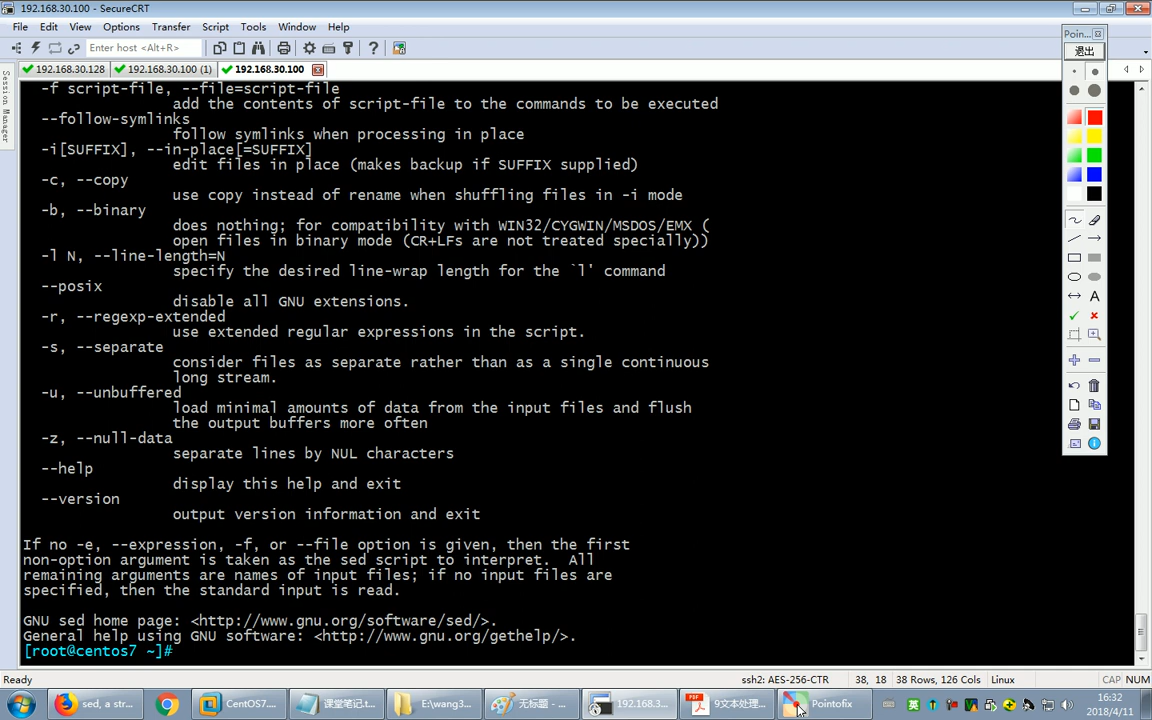 192.168.30.100 - SecureCRT
File Edit View Options Transfer Script Tools Window Help
Enter host <Alt+R>
192.168.30.128 192.168.30.100 (1) 192.168.30.100
Session Manager
-f script-file, --file=script-file
add the contents of script-file to the commands to be executed
--follow-symlinks
follow symlinks when processing in place
-i[SUFFIX], --in-place[=SUFFIX]
edit files in place (makes backup if SUFFIX supplied)
-c, --copy
use copy instead of rename when shuffling files in -i mode
-b, --binary
does nothing; for compatibility with WIN32/CYGWIN/MSDOS/EMX (
open files in binary mode (CR+LFs are not treated specially))
-l N, --line-length=N
specify the desired line-wrap length for the `l' command
--posix
disable all GNU extensions.
-r, --regexp-extended
use extended regular expressions in the script.
-s, --separate
consider files as separate rather than as a single continuous
long stream.
-u, --unbuffered
load minimal amounts of data from the input files and flush
the output buffers more often
-z, --null-data
separate lines by NUL characters
--help
display this help and exit
--version
output version information and exit
If no -e, --expression, -f, or --file option is given, then the first
non-option argument is taken as the sed script to interpret.  All
remaining arguments are names of input files; if no input files are
specified, then the standard input is read.
GNU sed home page: <http://www.gnu.org/software/sed/>.
General help using GNU software: <http://www.gnu.org/gethelp/>.
[root@centos7 ~]#
Poin...
退出
A
Ready ssh2: AES-256-CTR 38, 18 38 Rows, 126 Cols Linux CAP NUM
sed, a str... CentOS7.... 课堂笔记.t... E:\wang3... 无标题 - ... 192.168.3... 9文本处理... Pointofix 英 16:32
2018/4/11